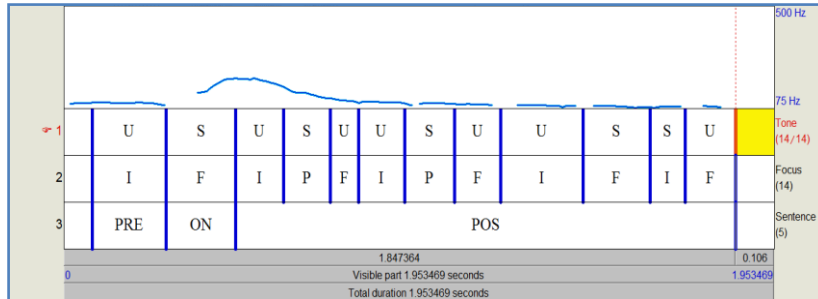 500 Hz
75 Hz
☞ 1 U S U S U U S U U S S U Tone (14/14)
2 I F I P F I P F I F I F Focus (14)
3 PRE ON POS Sentence (5)
1.847364 0.106
0 Visible part 1.953469 seconds 1.953469
Total duration 1.953469 seconds